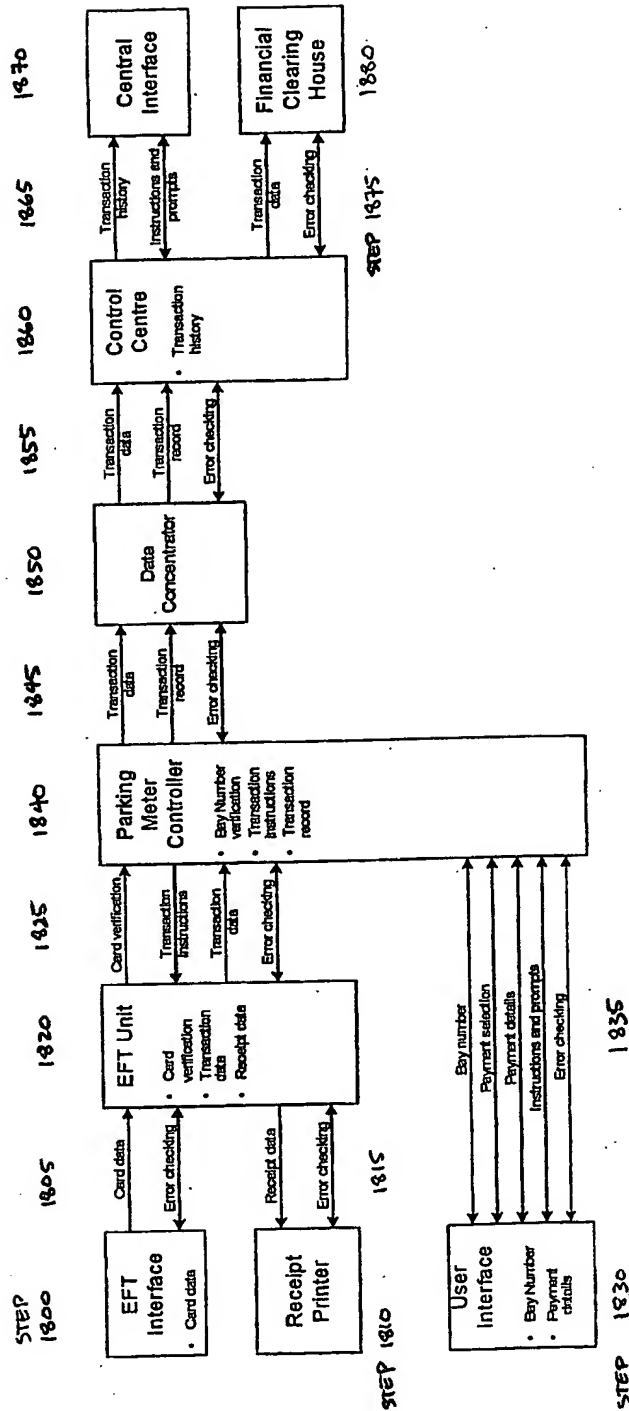 STEP
1800
1805
1820
1825
1840
1845
1850
1855
1860
1865
1870
EFT
Interface
• Card data
Card data
Error checking
EFT Unit
• Card
verification
• Transaction
data
• Receipt data
Card verification
Transaction
Instructions
Transaction
data
Error checking
Parking
Meter
Controller
• Bay Number
verification
• Transaction
Instructions
• Transaction
record
Transaction
data
Transaction
record
Error checking
Data
Concentrator
Transaction
data
Transaction
record
Error checking
Control
Centre
• Transaction
history
Transaction
history
Instructions and
prompts
Central
Interface
Receipt
Printer
Receipt data
Error checking
STEP 1810
1815
Transaction
data
Error checking
Financial
Clearing
House
STEP 1875
1880
User
Interface
• Bay Number
• Payment
details
Bay number
Payment selection
Payment details
Instructions and prompts
Error checking
STEP 1830
1835